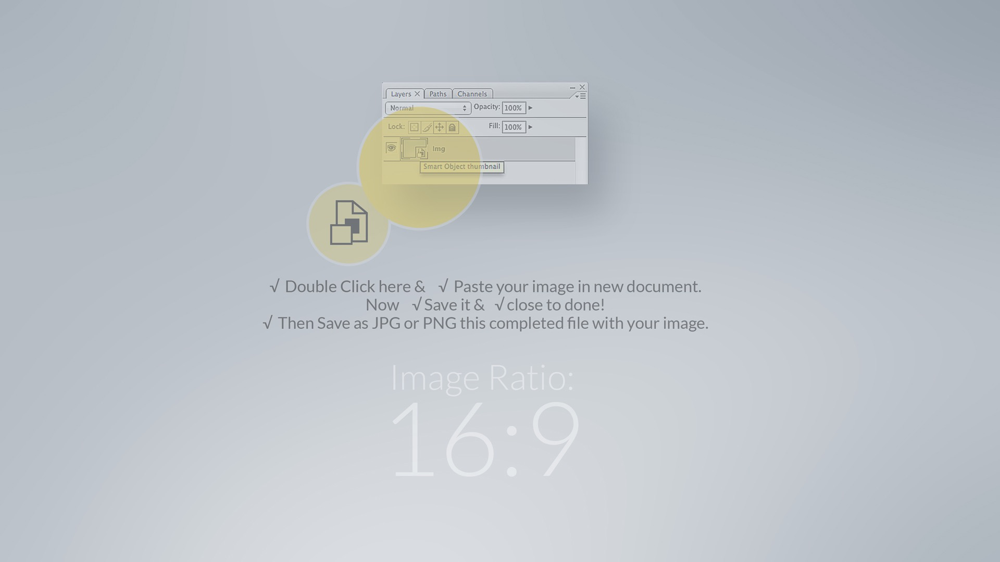 Layers Paths Channels
Normal Opacity: 100%
Lock: Fill: 100%
Img
Smart Object thumbnail
√ Double Click here & √ Paste your image in new document.
Now √ Save it & √ close to done!
√ Then Save as JPG or PNG this completed file with your image.
Image Ratio:
16:9